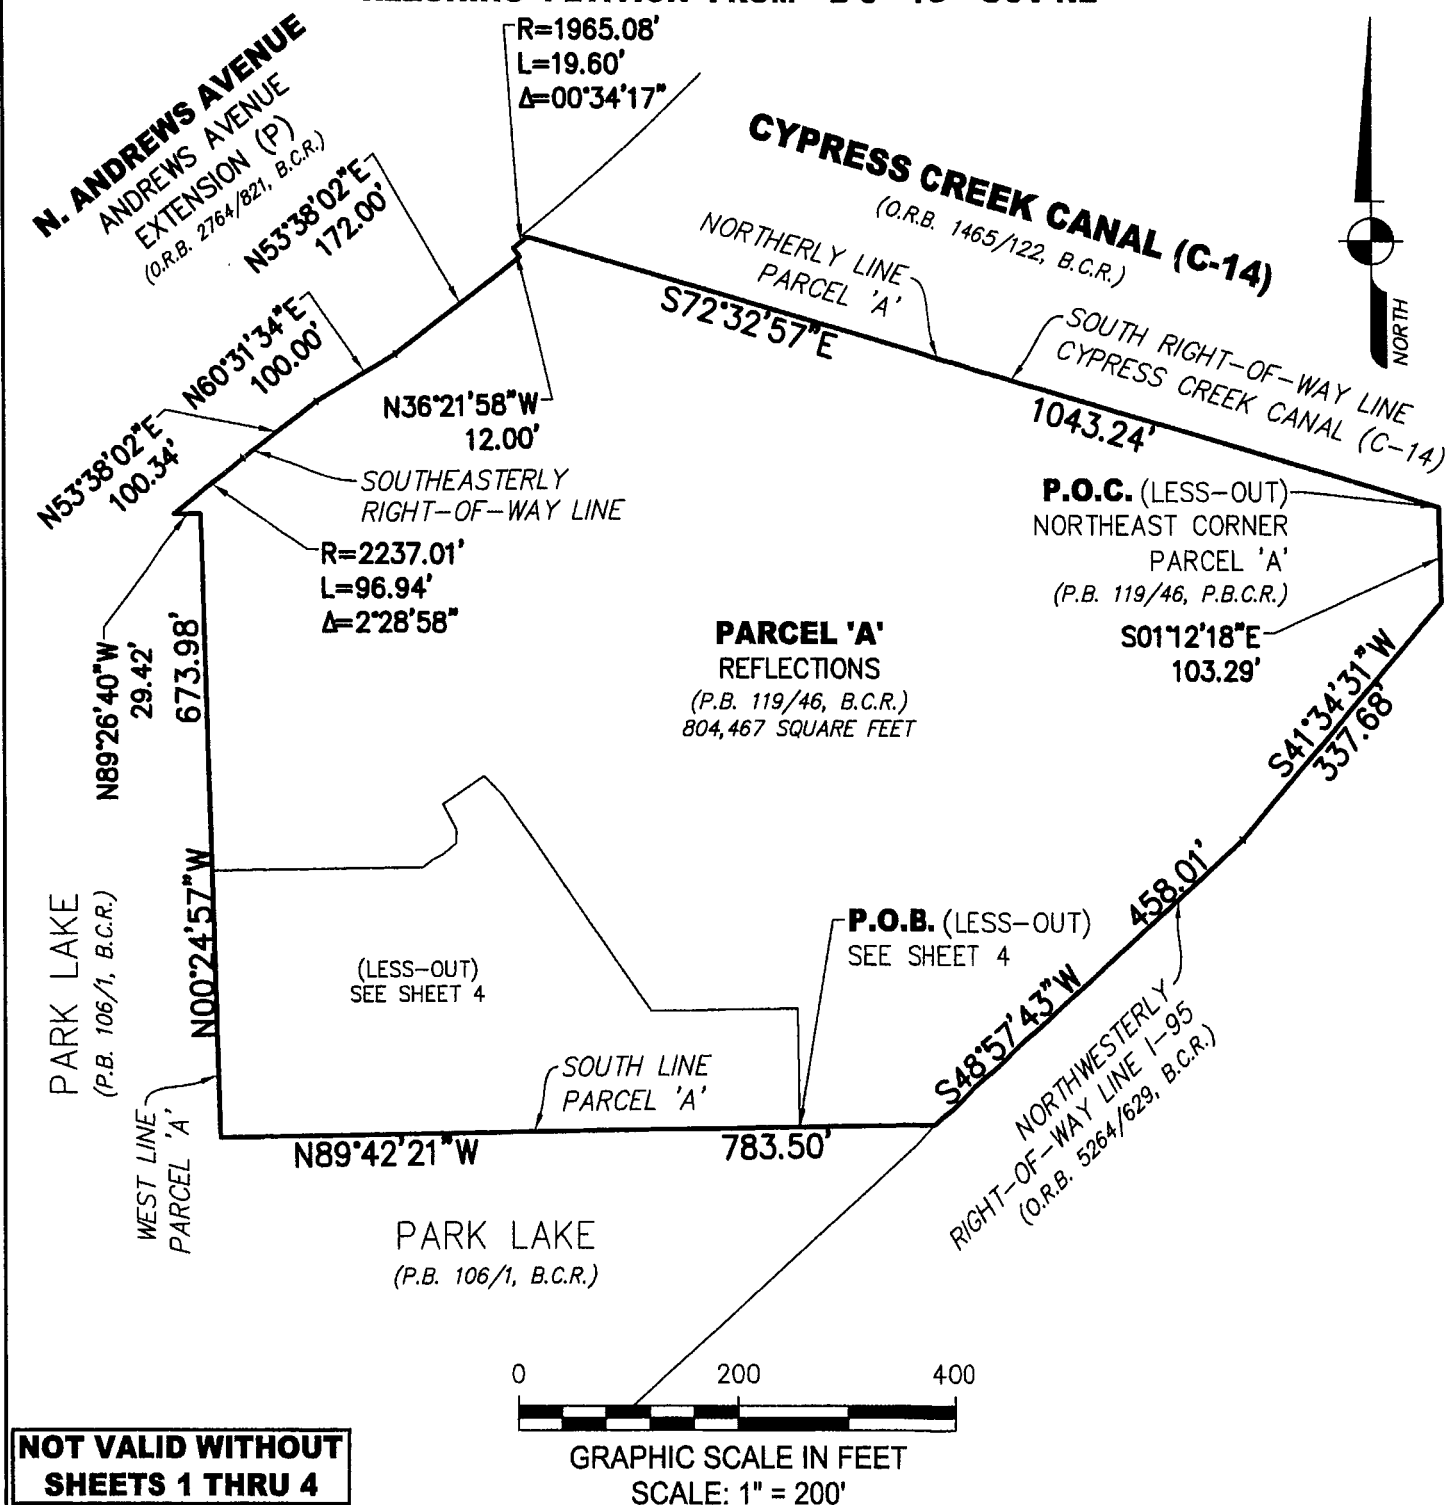 R=1965.08'
L=19.60'
Δ=00°34'17"
N. ANDREWS AVENUE
ANDREWS AVENUE
EXTENSION (P)
(O.R.B. 2764/821, B.C.R.)
N53°38'02"E
172.00'
CYPRESS CREEK CANAL (C-14)
(O.R.B. 1465/122, B.C.R.)
NORTH
NORTHERLY LINE
PARCEL 'A'
S72°32'57"E
1043.24'
SOUTH RIGHT-OF-WAY LINE
CYPRESS CREEK CANAL (C-14)
N60°31'34"E
100.00'
N36°21'58"W
12.00'
N53°38'02"E
100.34'
SOUTHEASTERLY
RIGHT-OF-WAY LINE
R=2237.01'
L=96.94'
Δ=2°28'58"
P.O.C. (LESS-OUT)
NORTHEAST CORNER
PARCEL 'A'
(P.B. 119/46, P.B.C.R.)
S01°12'18"E
103.29'
N89°26'40"W
29.42'
673.98'
N00°24'57"W
PARCEL 'A'
REFLECTIONS
(P.B. 119/46, B.C.R.)
804,467 SQUARE FEET
S41°34'31"W
337.68'
458.01'
S48°57'43"W
P.O.B. (LESS-OUT)
SEE SHEET 4
(LESS-OUT)
SEE SHEET 4
PARK LAKE
(P.B. 106/1, B.C.R.)
WEST LINE
PARCEL 'A'
SOUTH LINE
PARCEL 'A'
N89°42'21"W
783.50'
NORTHWESTERLY
RIGHT-OF-WAY LINE I-95
(O.R.B. 5264/629, B.C.R.)
PARK LAKE
(P.B. 106/1, B.C.R.)
0 200 400
GRAPHIC SCALE IN FEET
SCALE: 1" = 200'
NOT VALID WITHOUT
SHEETS 1 THRU 4